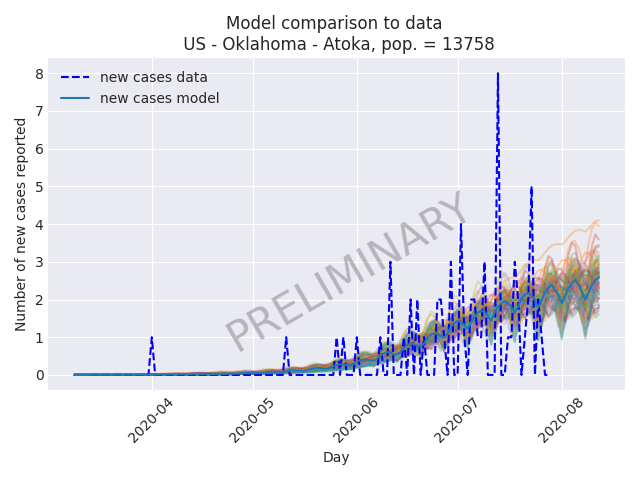 Model comparison to data
US - Oklahoma - Atoka, pop. = 13758
new cases data
new cases model
PRELIMINARY
Number of new cases reported
8
7
6
5
4
3
2
1
0
2020-04
2020-05
2020-06
2020-07
2020-08
Day